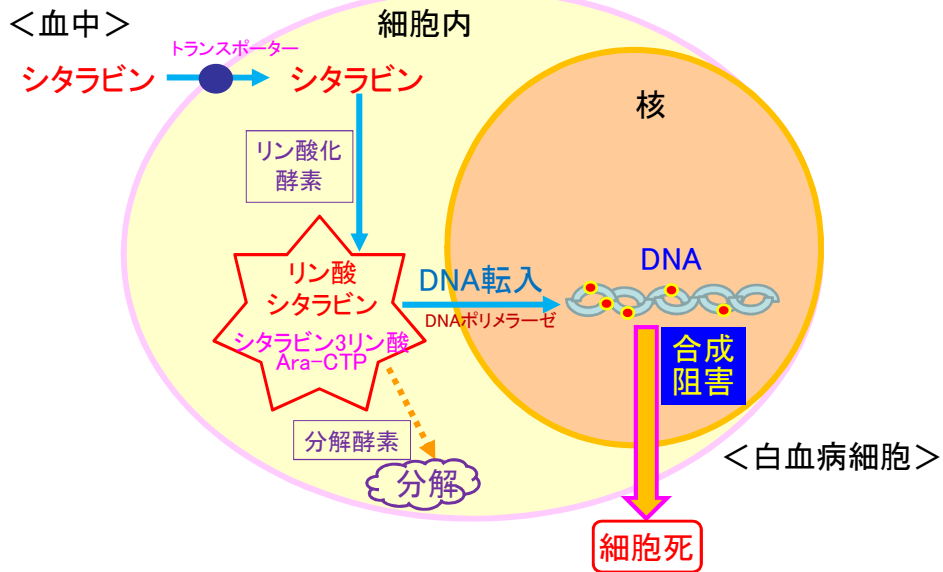 ＜血中＞
細胞内
トランスポーター
シタラビン
シタラビン
核
リン酸化
酵素
リン酸
シタラビン
シタラビン3リン酸
Ara-CTP
DNA転入
DNAポリメラーゼ
DNA
合成
阻害
分解酵素
分解
＜白血病細胞＞
細胞死